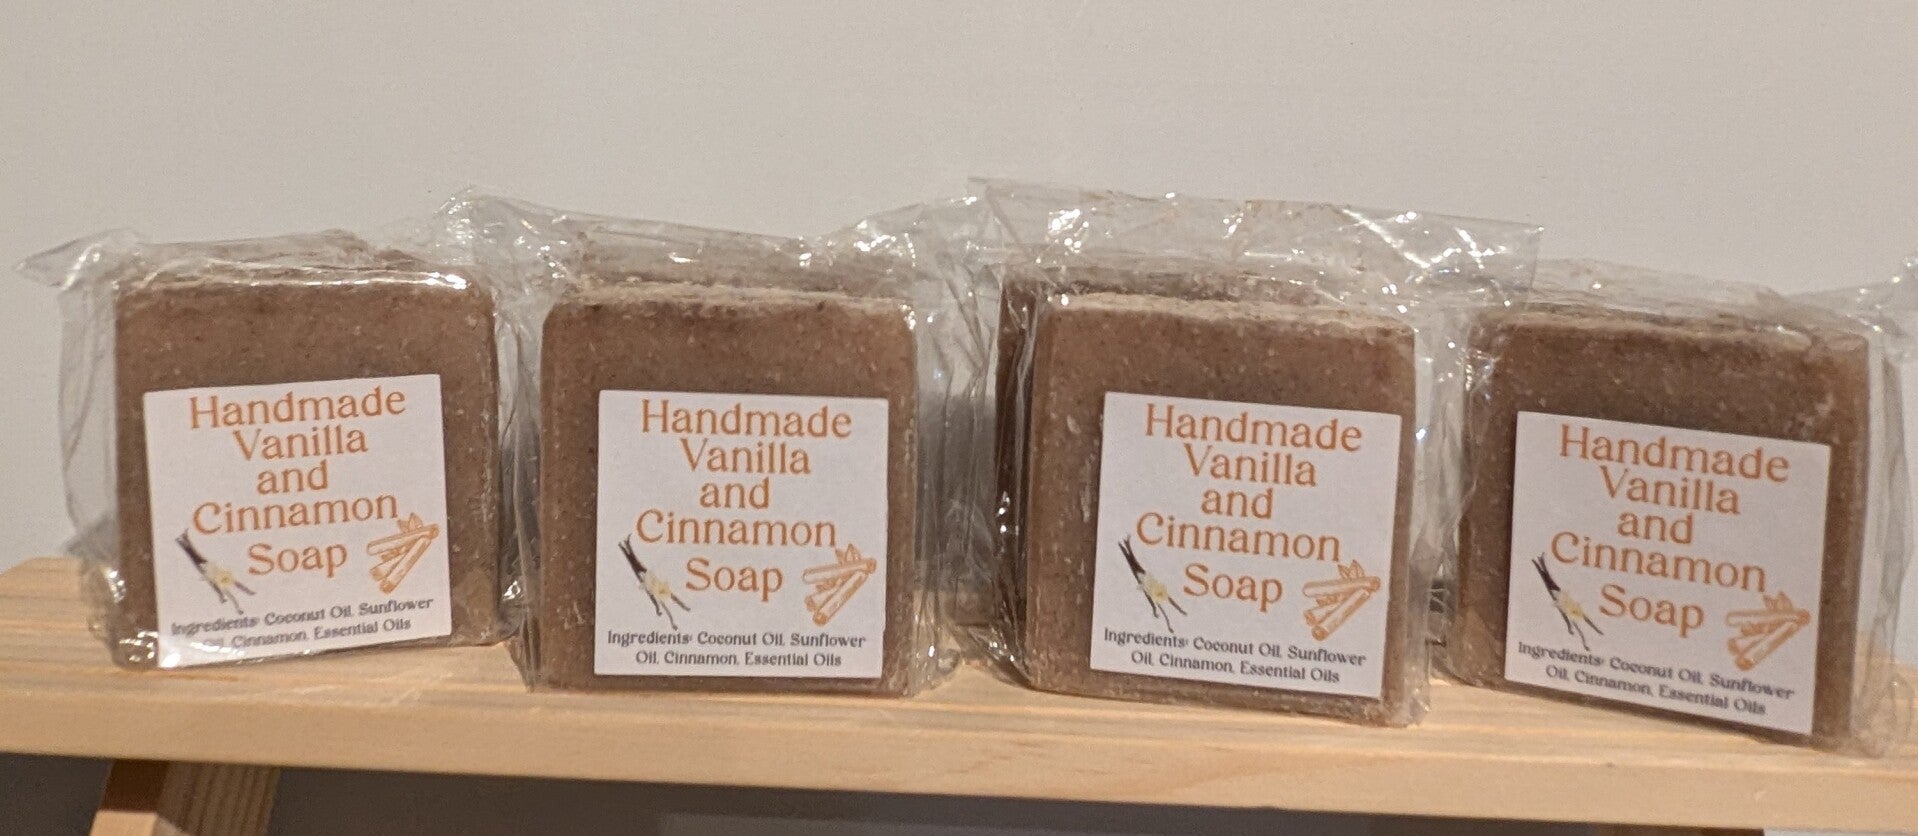 Handmade
Vanilla
and
Cinnamon
Soap
Ingredients: Coconut Oil, Sunflower
Oil, Cinnamon, Essential Oils
Handmade
Vanilla
and
Cinnamon
Soap
Ingredients: Coconut Oil, Sunflower
Oil, Cinnamon, Essential Oils
Handmade
Vanilla
and
Cinnamon
Soap
Ingredients: Coconut Oil, Sunflower
Oil, Cinnamon, Essential Oils
Handmade
Vanilla
and
Cinnamon
Soap
Ingredients: Coconut Oil, Sunflower
Oil, Cinnamon, Essential Oils